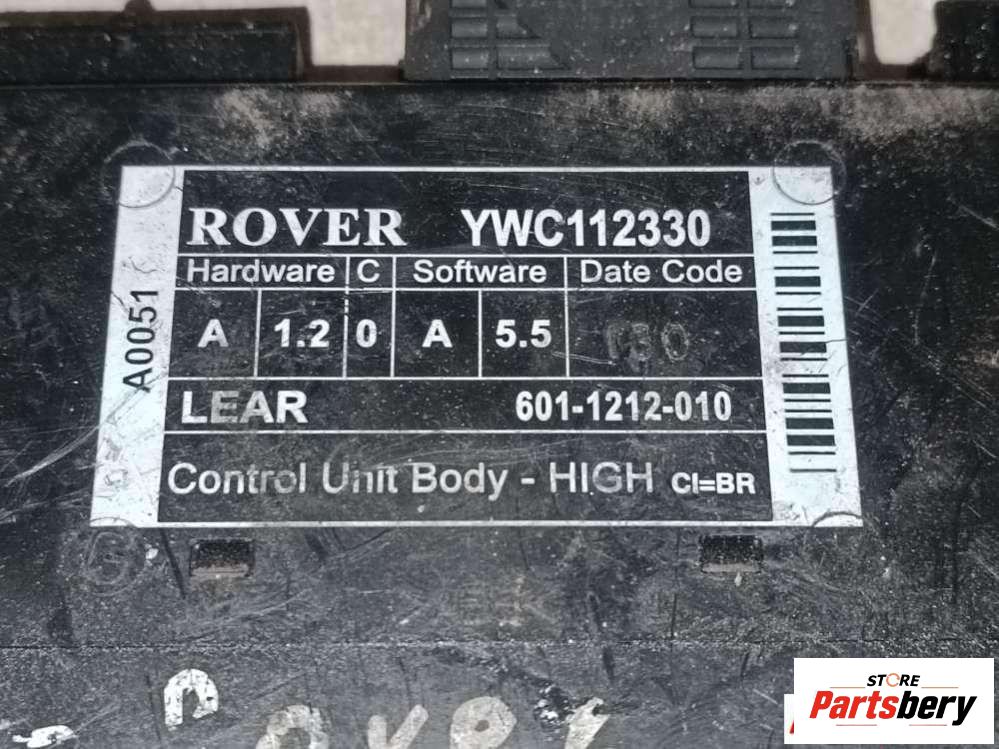 ROVER YWC112330
Hardware C Software Date Code
A 1.2 0 A 5.5
LEAR 601-1212-010
Control Unit Body - HIGH CI=BR
A0051
STORE
Partsbery